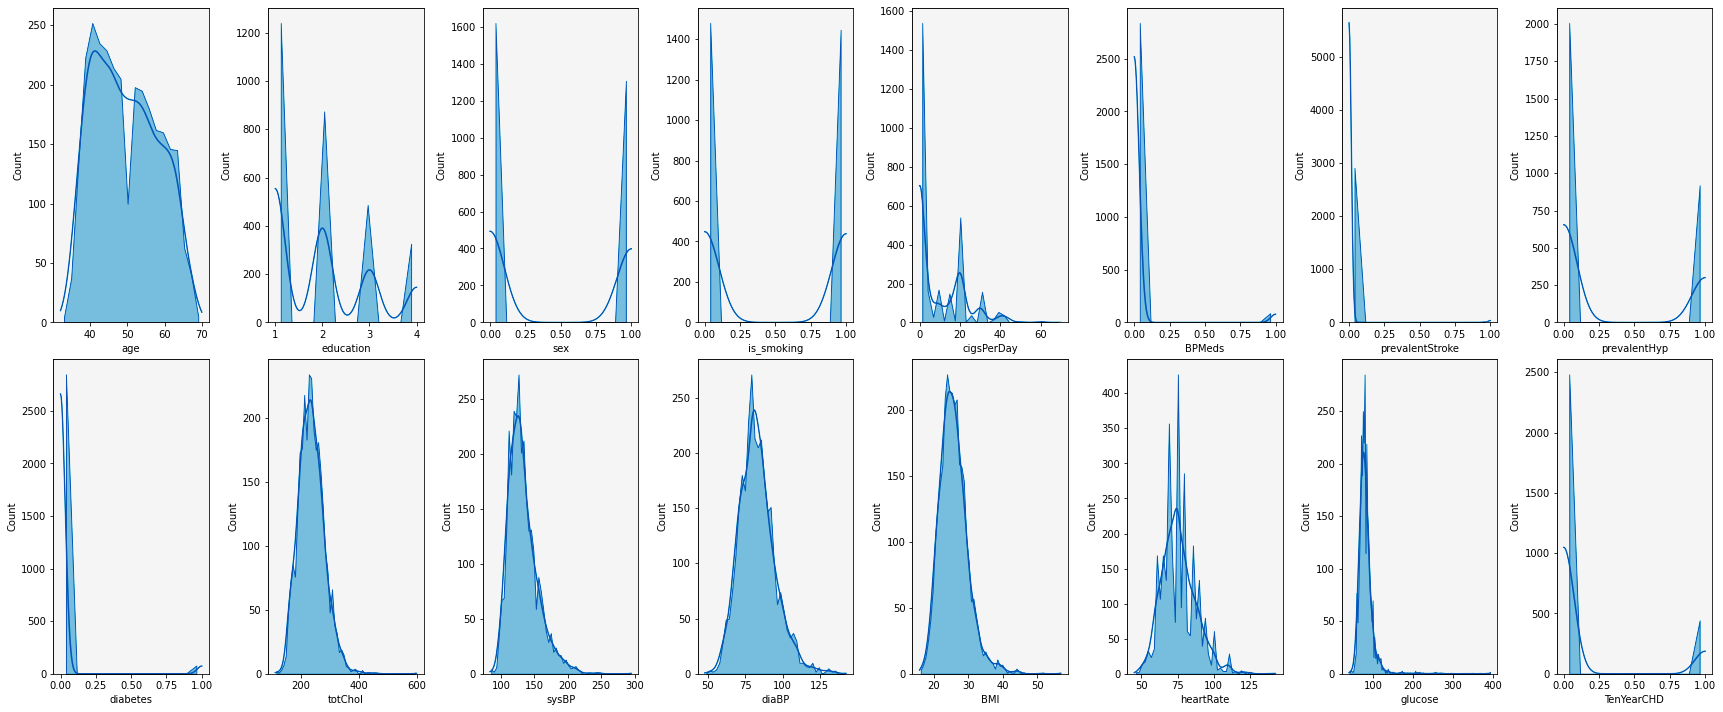 250
200
150
100
50
0
Count
40 50 60 70
age
1200
1000
800
600
400
200
0
Count
1 2 3 4
education
1600
1400
1200
1000
800
600
400
200
0
Count
0.00 0.25 0.50 0.75 1.00
sex
1400
1200
1000
800
600
400
200
0
Count
0.00 0.25 0.50 0.75 1.00
is_smoking
1600
1400
1200
1000
800
600
400
200
0
Count
0 20 40 60
cigsPerDay
2500
2000
1500
1000
500
0
Count
0.00 0.25 0.50 0.75 1.00
BPMeds
5000
4000
3000
2000
1000
0
Count
0.00 0.25 0.50 0.75 1.00
prevalentStroke
2000
1750
1500
1250
1000
750
500
250
0
Count
0.00 0.25 0.50 0.75 1.00
prevalentHyp
2500
2000
1500
1000
500
0
Count
0.00 0.25 0.50 0.75 1.00
diabetes
200
150
100
50
0
Count
200 400 600
totChol
250
200
150
100
50
0
Count
100 150 200 250 300
sysBP
250
200
150
100
50
0
Count
50 75 100 125
diaBP
200
150
100
50
0
Count
20 30 40 50
BMI
400
350
300
250
200
150
100
50
0
Count
50 75 100 125
heartRate
250
200
150
100
50
0
Count
100 200 300 400
glucose
2500
2000
1500
1000
500
0
Count
0.00 0.25 0.50 0.75 1.00
TenYearCHD